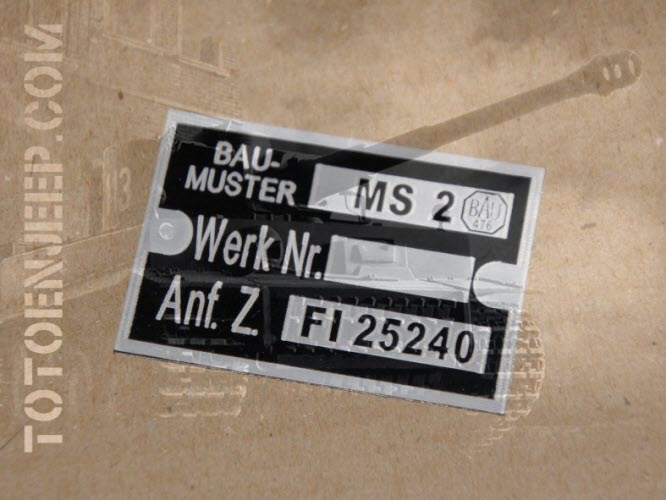 TOTOENJEEP.COM
BAU-
MUSTER
MS 2
BAU
476
Werk Nr.
Anf. Z.
FI 25240